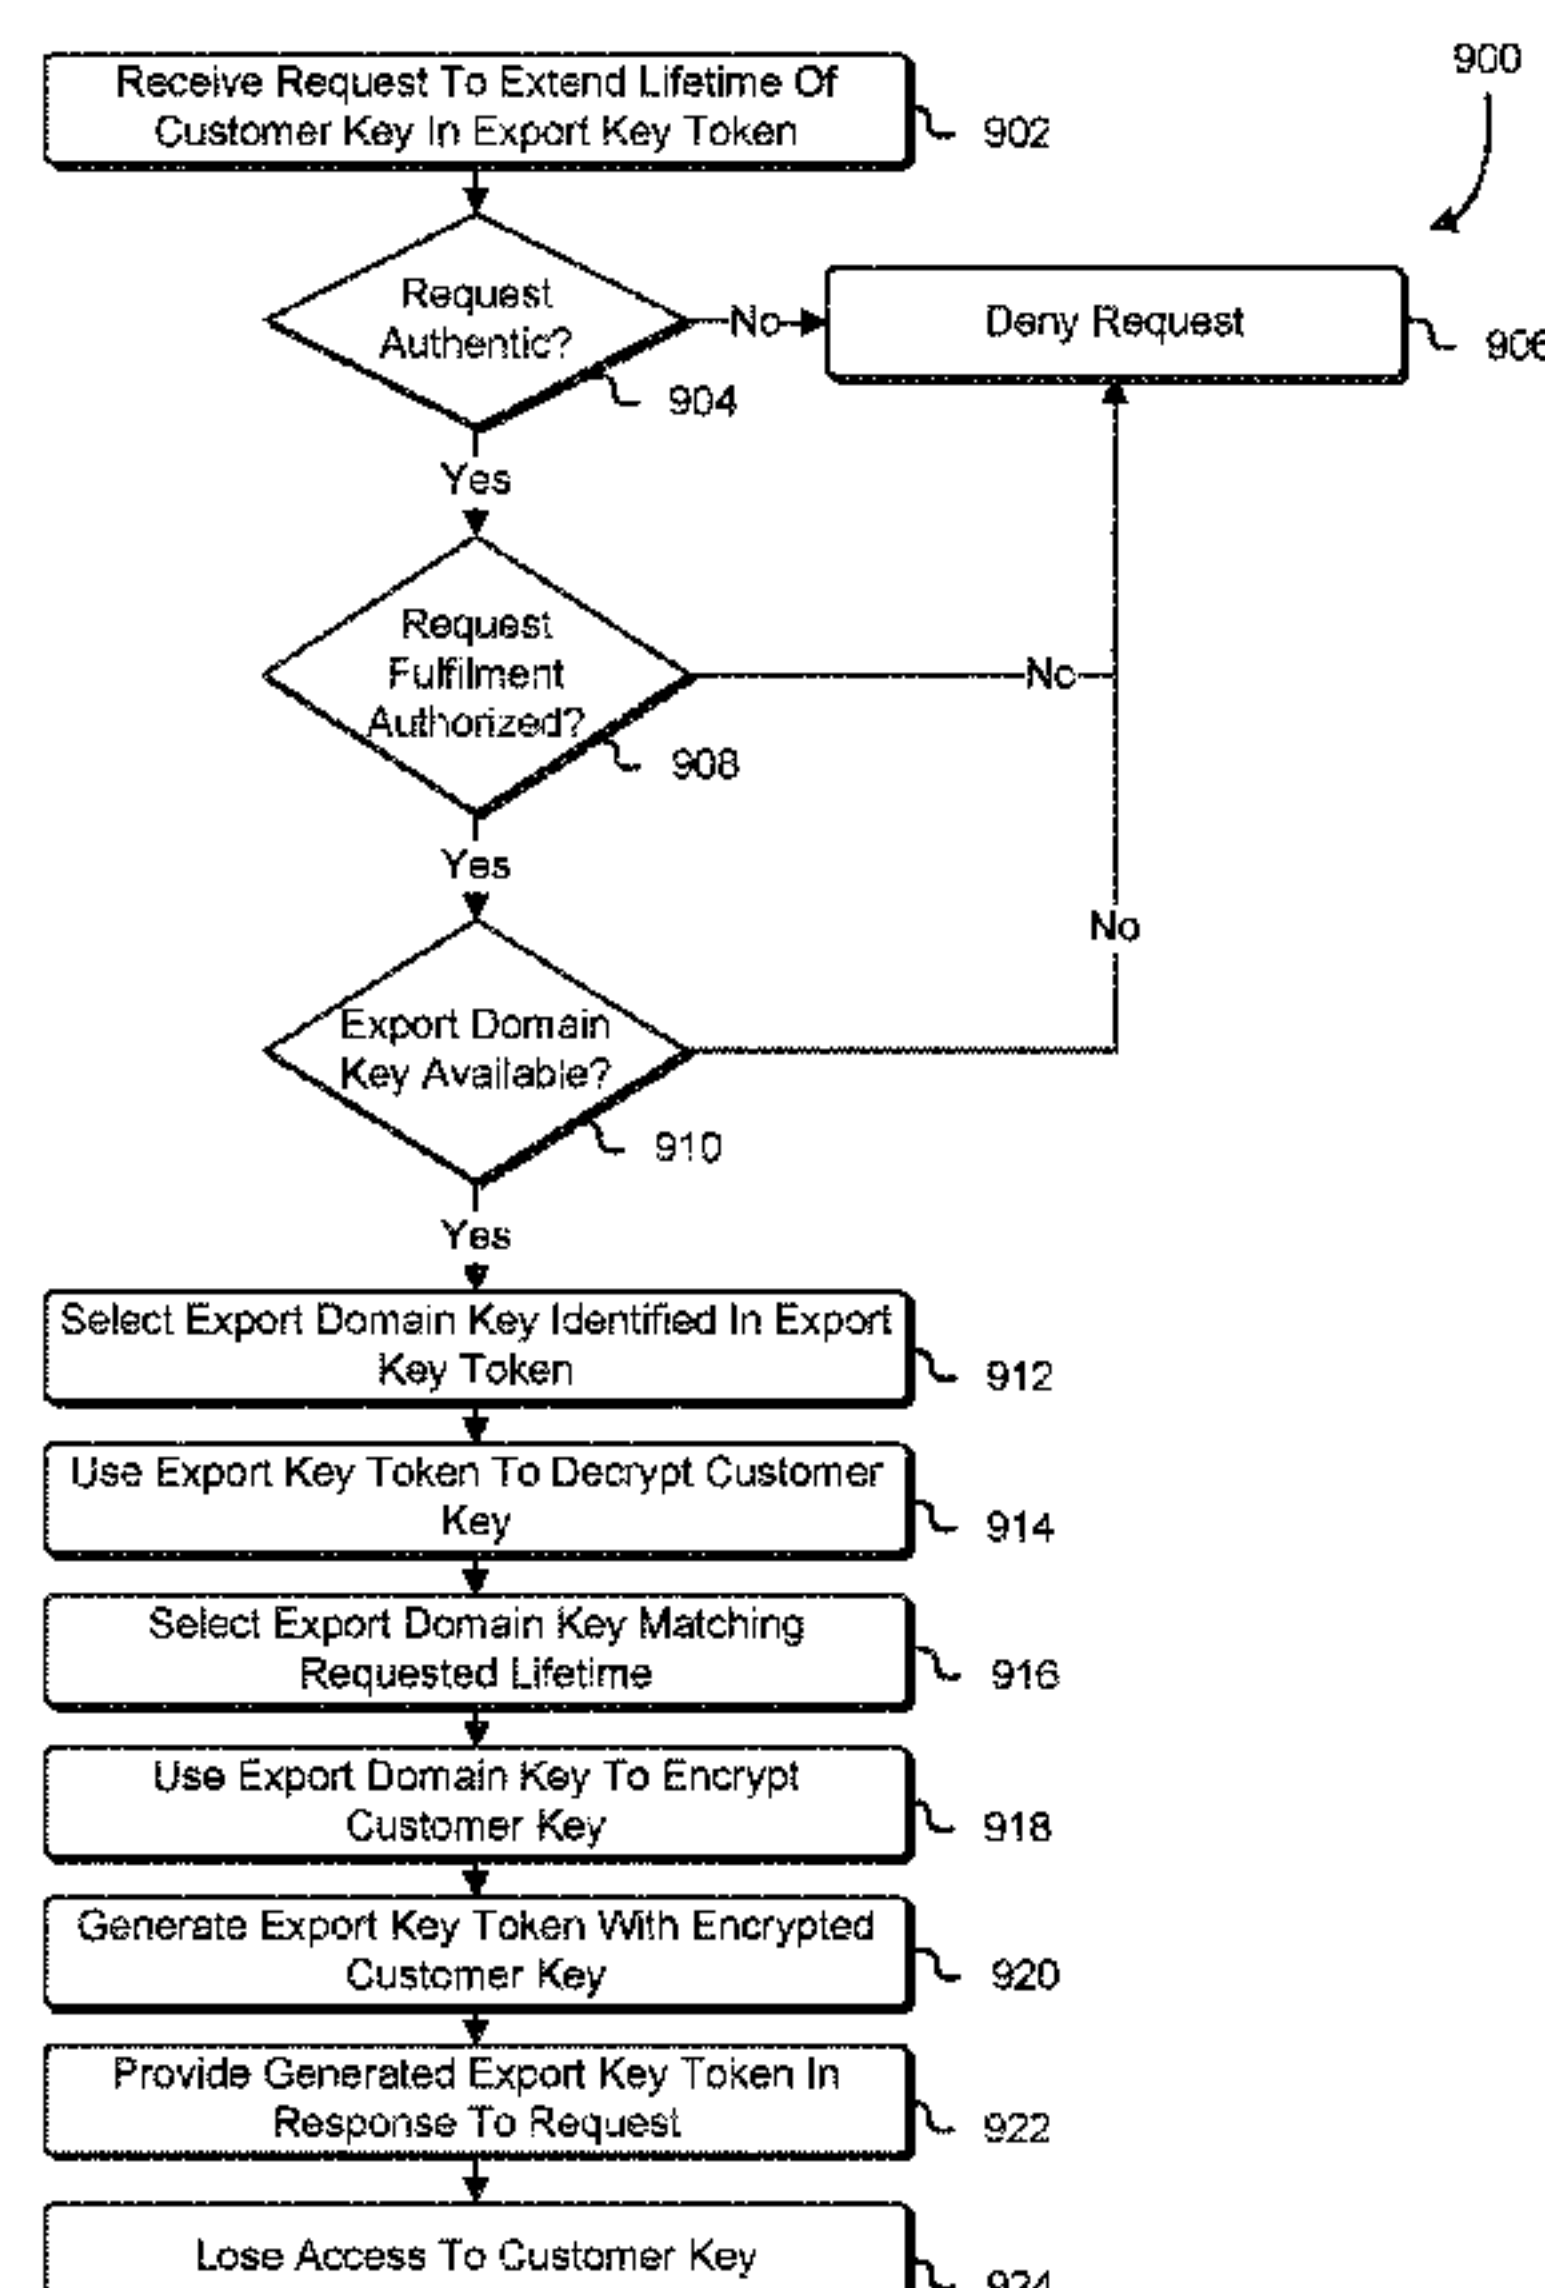 900
Receive Request To Extend Lifetime Of
Customer Key In Export Key Token
902
Request
Authentic?
904
No
Deny Request
906
Yes
Request
Fulfilment
Authorized?
908
No
Yes
Export Domain
Key Available?
910
No
Yes
Select Export Domain Key Identified In Export
Key Token
912
Use Export Key Token To Decrypt Customer
Key
914
Select Export Domain Key Matching
Requested Lifetime
916
Use Export Domain Key To Encrypt
Customer Key
918
Generate Export Key Token With Encrypted
Customer Key
920
Provide Generated Export Key Token In
Response To Request
922
Lose Access To Customer Key
924